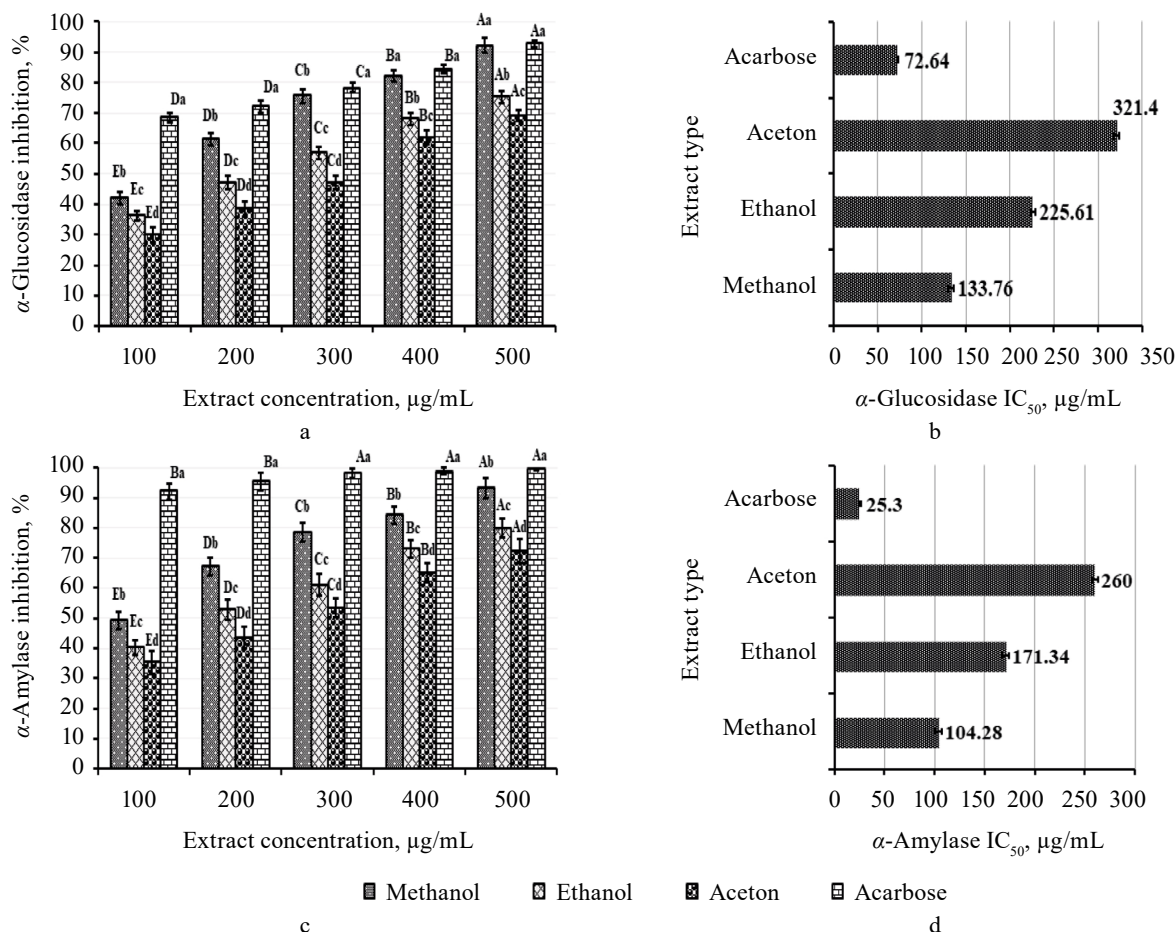 α-Glucosidase inhibition, %
100
90
80
70
60
50
40
30
20
10
0
Eb Ec Ed Da
Db Dc Dd Da
Cb Cc Cd Ca
Ba Bb Bc Ba
Aa Ab Ac Aa
100 200 300 400 500
Extract concentration, µg/mL
a
Extract type
Acarbose 72.64
Aceton 321.4
Ethanol 225.61
Methanol 133.76
0 50 100 150 200 250 300 350
α-Glucosidase IC₅₀, µg/mL
b
α-Amylase inhibition, %
100
90
80
70
60
50
40
30
20
10
0
Eb Ec Ed Ba
Db Dc Dd Ba
Cb Cc Cd Aa
Bb Bc Bd Aa
Ab Ac Ad Aa
100 200 300 400 500
Extract concentration, µg/mL
Extract type
Acarbose 25.3
Aceton 260
Ethanol 171.34
Methanol 104.28
0 50 100 150 200 250 300
α-Amylase IC₅₀, µg/mL
Methanol Ethanol Aceton Acarbose
c
d